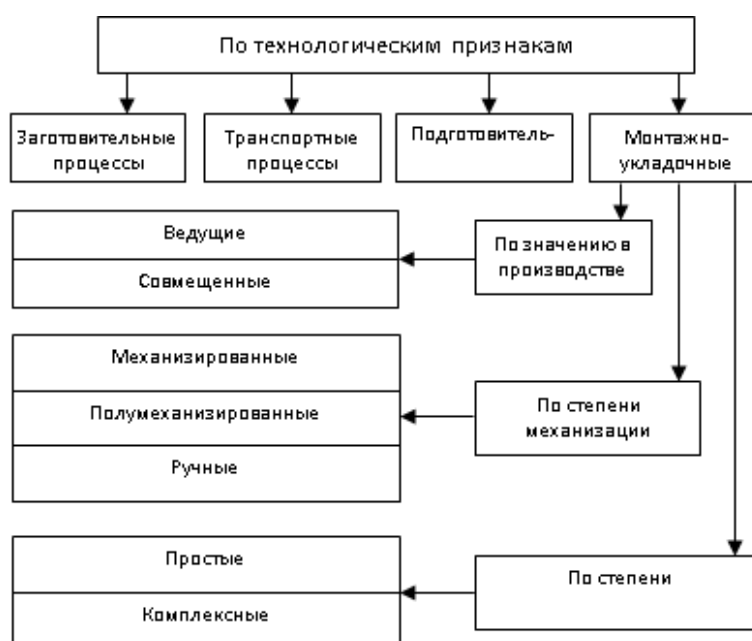 По технологическим признакам
Заготовительные
процессы
Транспортные
процессы
Подготовитель-
Монтажно-
укладочные
Ведущие
Совмещенные
По значению в
производстве
Механизированные
Полумеханизированные
Ручные
По степени
механизации
Простые
Комплексные
По степени